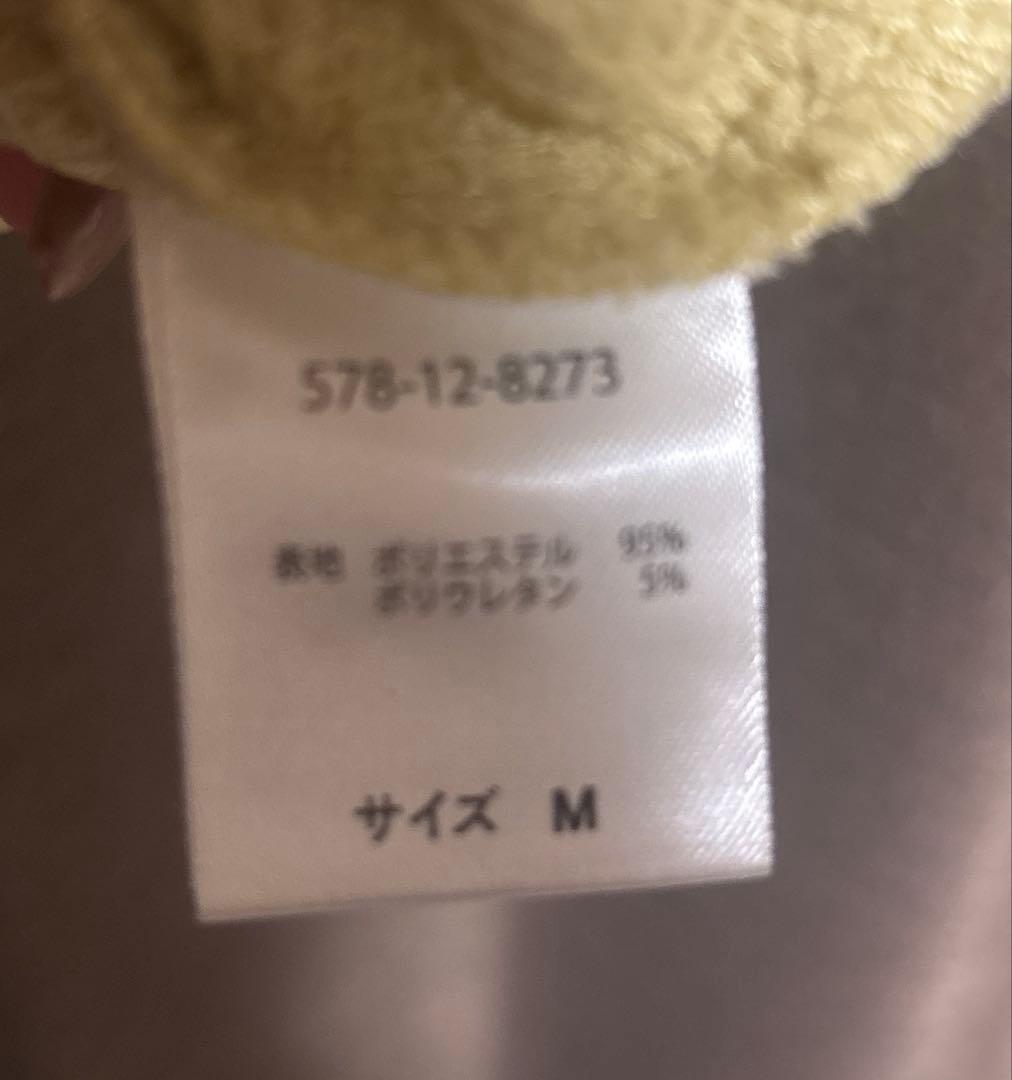 578-12-8273
表地 ポリエステル 95%
ポリウレタン 5%
サイズ M